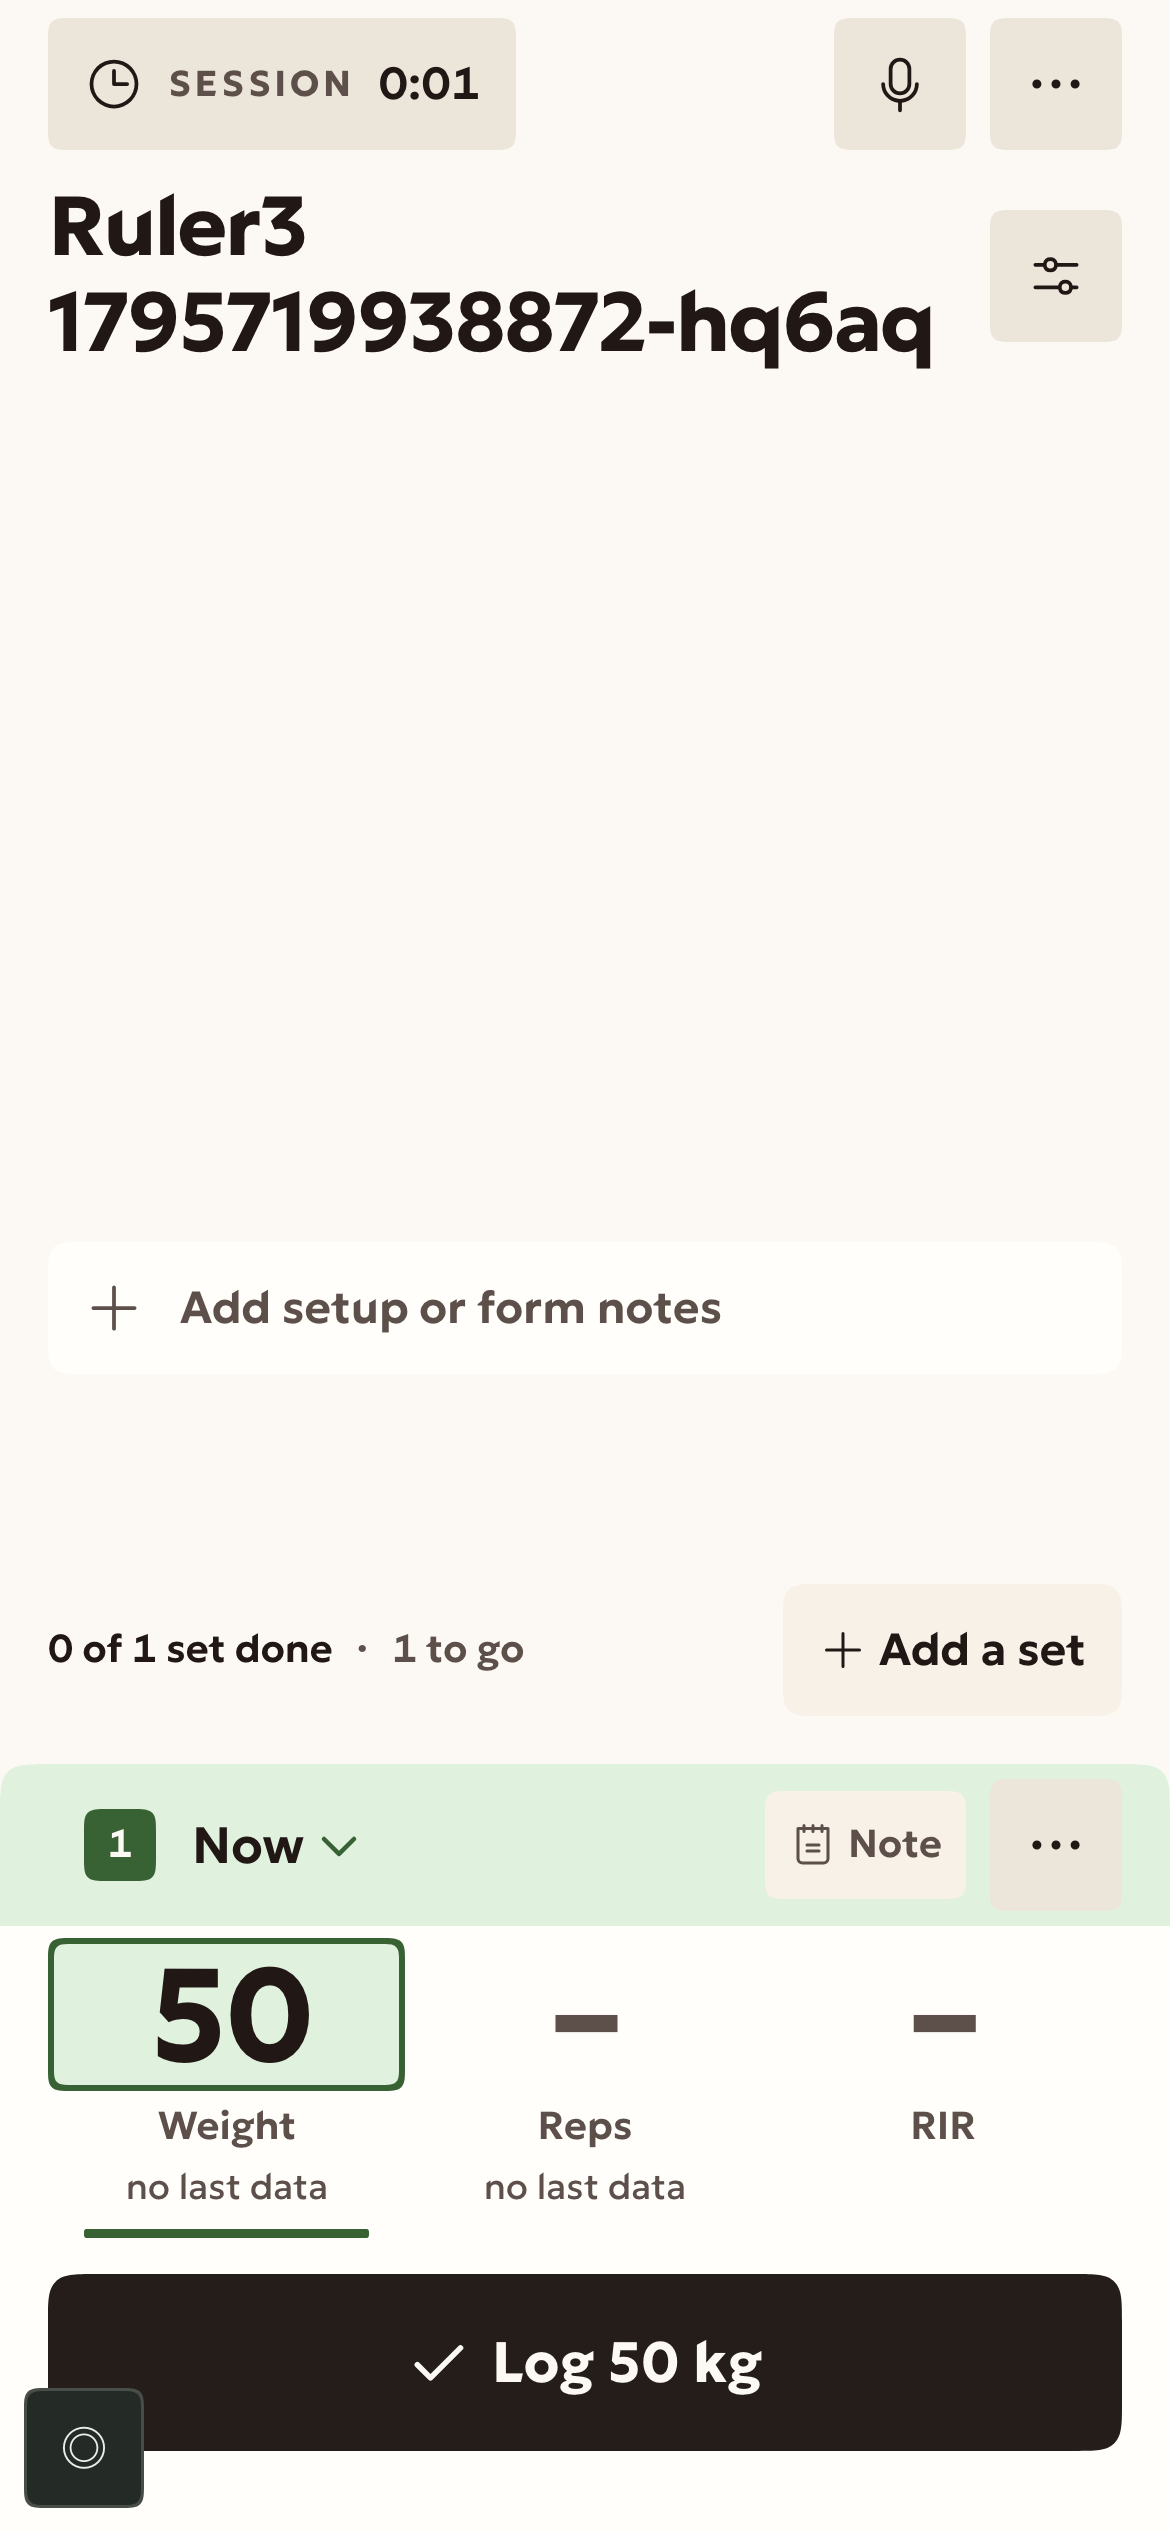 SESSION 0:01
Ruler3
1795719938872-hq6aq
Add setup or form notes
0 of 1 set done · 1 to go
+ Add a set
1 Now
Note
50 – –
Weight Reps RIR
no last data no last data
Log 50 kg